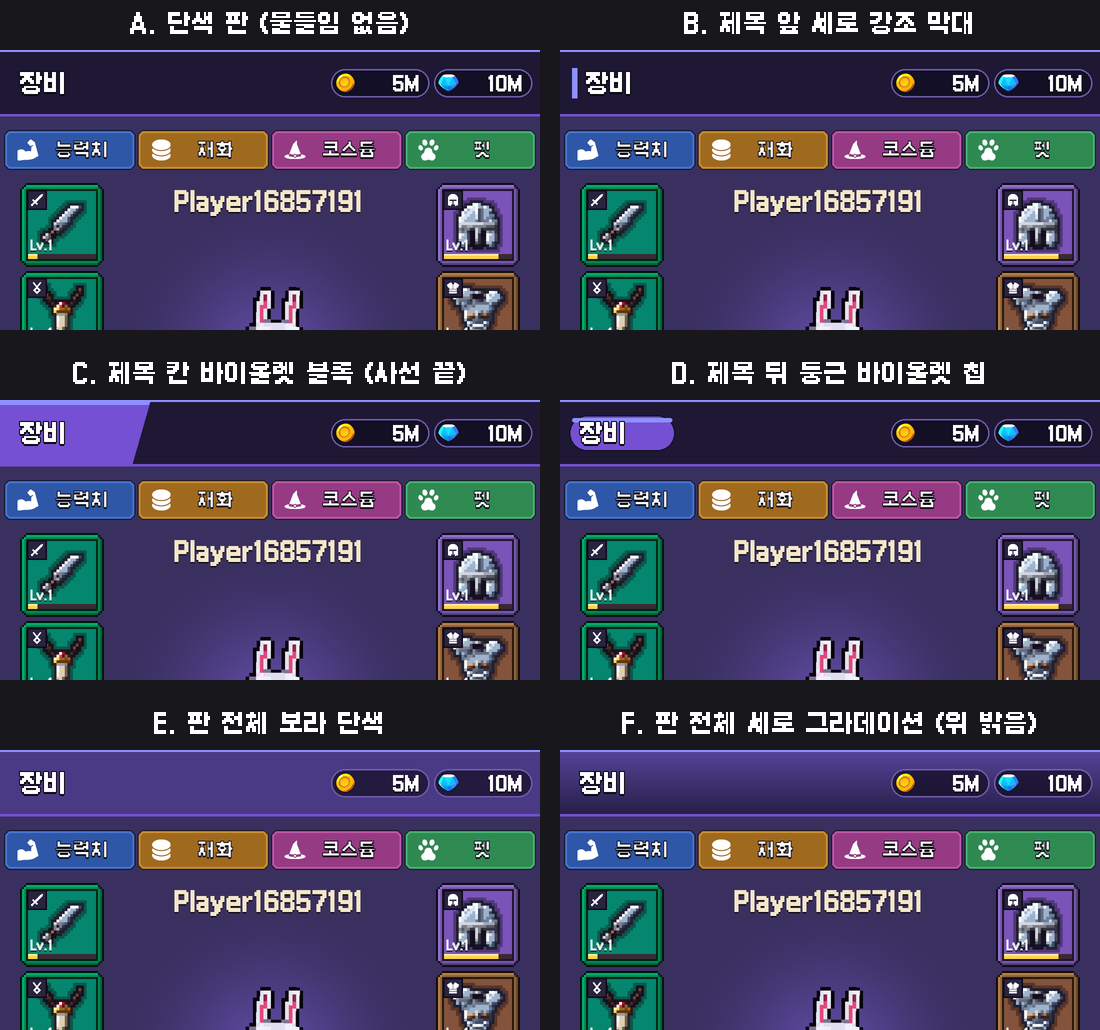 A. 단색 판 (물들임 없음)
B. 제목 앞 세로 강조 막대
장비 5M 10M
장비 5M 10M
능력치 재화 코스튬 펫
능력치 재화 코스튬 펫
Player16857191
Player16857191
Lv.1 Lv.1
Lv.1 Lv.1
C. 제목 칸 바이올렛 블록 (사선 끝)
D. 제목 뒤 둥근 바이올렛 칩
장비 5M 10M
장비 5M 10M
능력치 재화 코스튬 펫
능력치 재화 코스튬 펫
Player16857191
Player16857191
Lv.1 Lv.1
Lv.1 Lv.1
E. 판 전체 보라 단색
F. 판 전체 세로 그라데이션 (위 밝음)
장비 5M 10M
장비 5M 10M
능력치 재화 코스튬 펫
능력치 재화 코스튬 펫
Player16857191
Player16857191
Lv.1 Lv.1
Lv.1 Lv.1